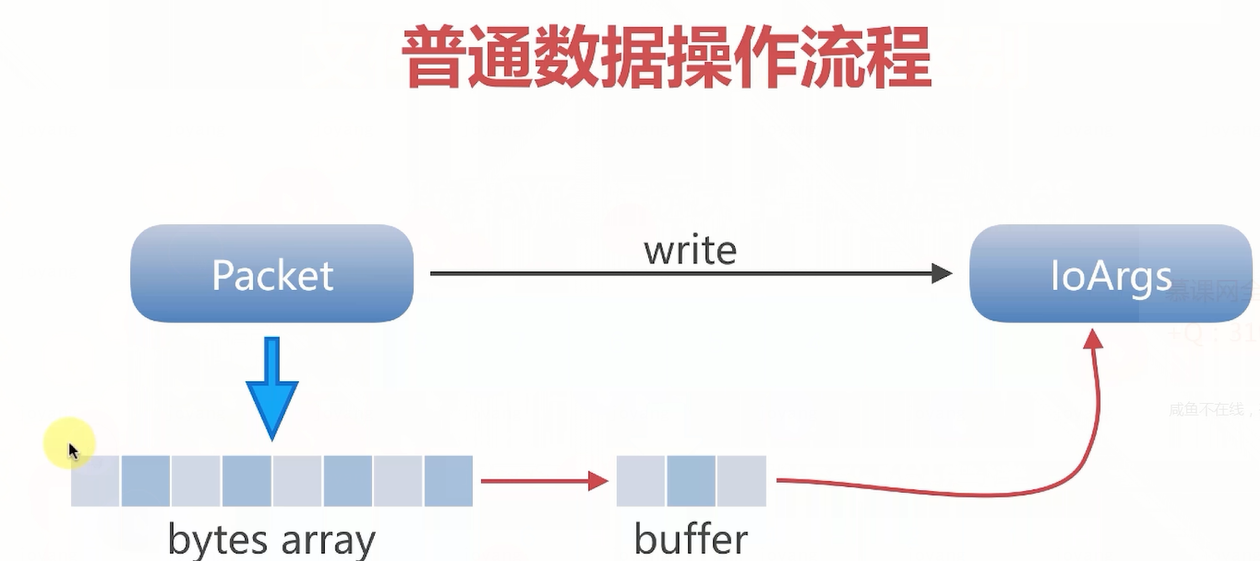 普通数据操作流程
write
Packet
IoArgs
慕课网
+Q：31
咸鱼不在线，
bytes array
buffer